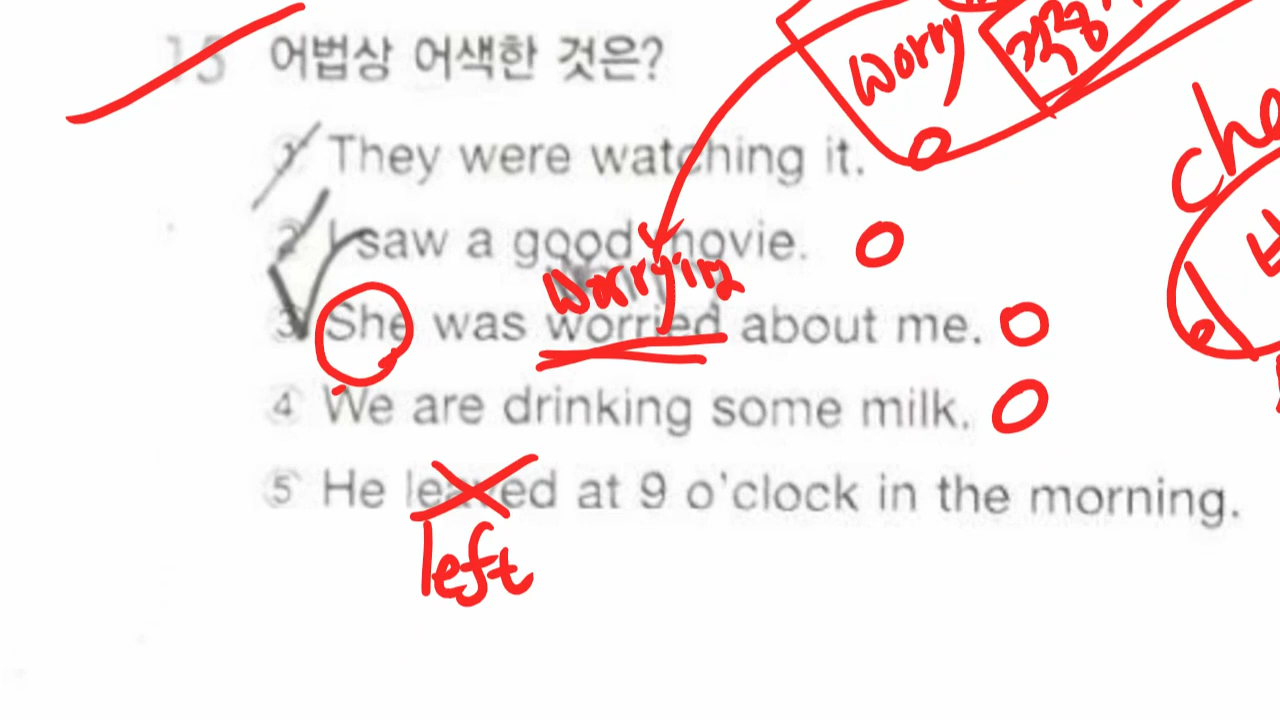 15 어법상 어색한 것은?
worry
① They were watching it.
② I saw a good movie.
worrying
③ She was worried about me.
④ We are drinking some milk.
⑤ He leaved at 9 o'clock in the morning.
left